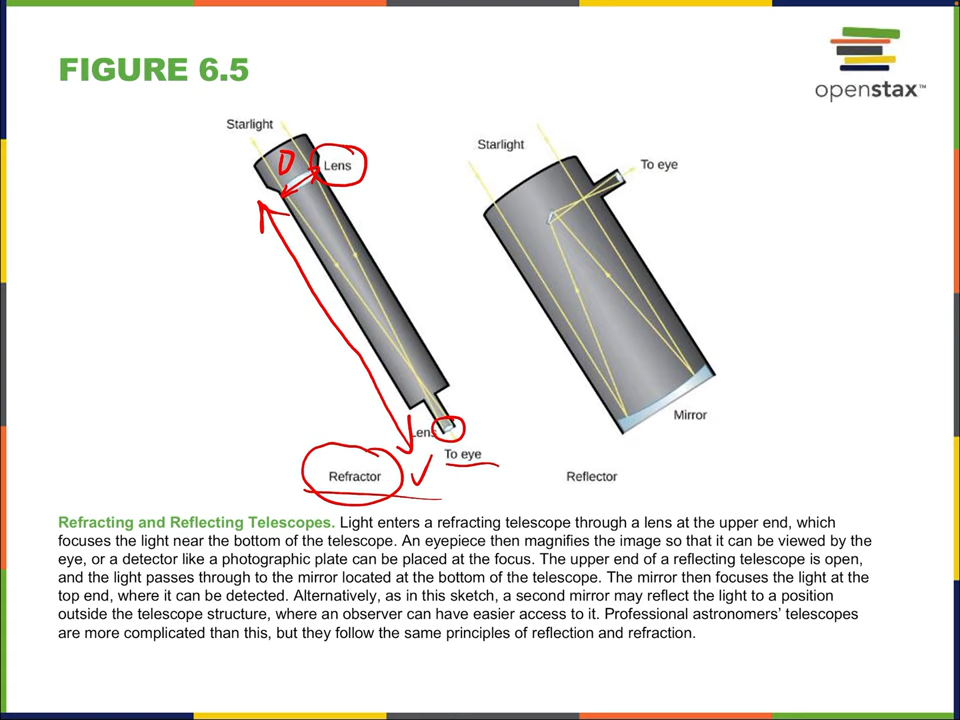 FIGURE 6.5
openstax™
Starlight
D
Lens
Lens
To eye
Refractor
Starlight
To eye
Mirror
Reflector
Refracting and Reflecting Telescopes. Light enters a refracting telescope through a lens at the upper end, which
focuses the light near the bottom of the telescope. An eyepiece then magnifies the image so that it can be viewed by the
eye, or a detector like a photographic plate can be placed at the focus. The upper end of a reflecting telescope is open,
and the light passes through to the mirror located at the bottom of the telescope. The mirror then focuses the light at the
top end, where it can be detected. Alternatively, as in this sketch, a second mirror may reflect the light to a position
outside the telescope structure, where an observer can have easier access to it. Professional astronomers’ telescopes
are more complicated than this, but they follow the same principles of reflection and refraction.